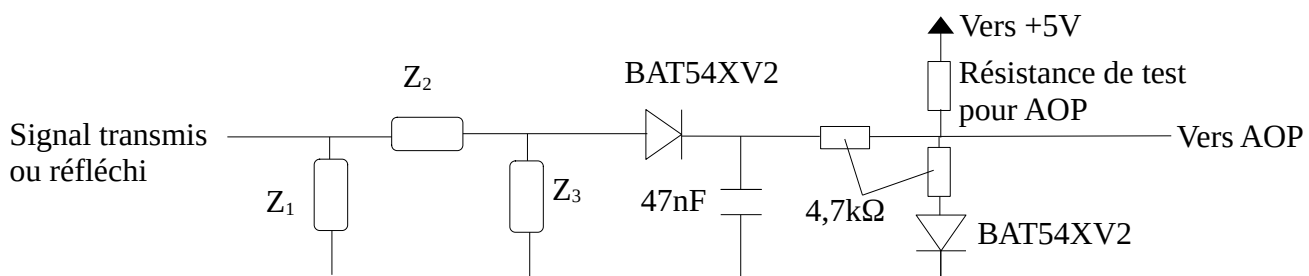 Vers +5V
BAT54XV2
Résistance de test
pour AOP
Z2
Signal transmis
ou réfléchi
Vers AOP
Z1
Z3
47nF
4,7kΩ
BAT54XV2